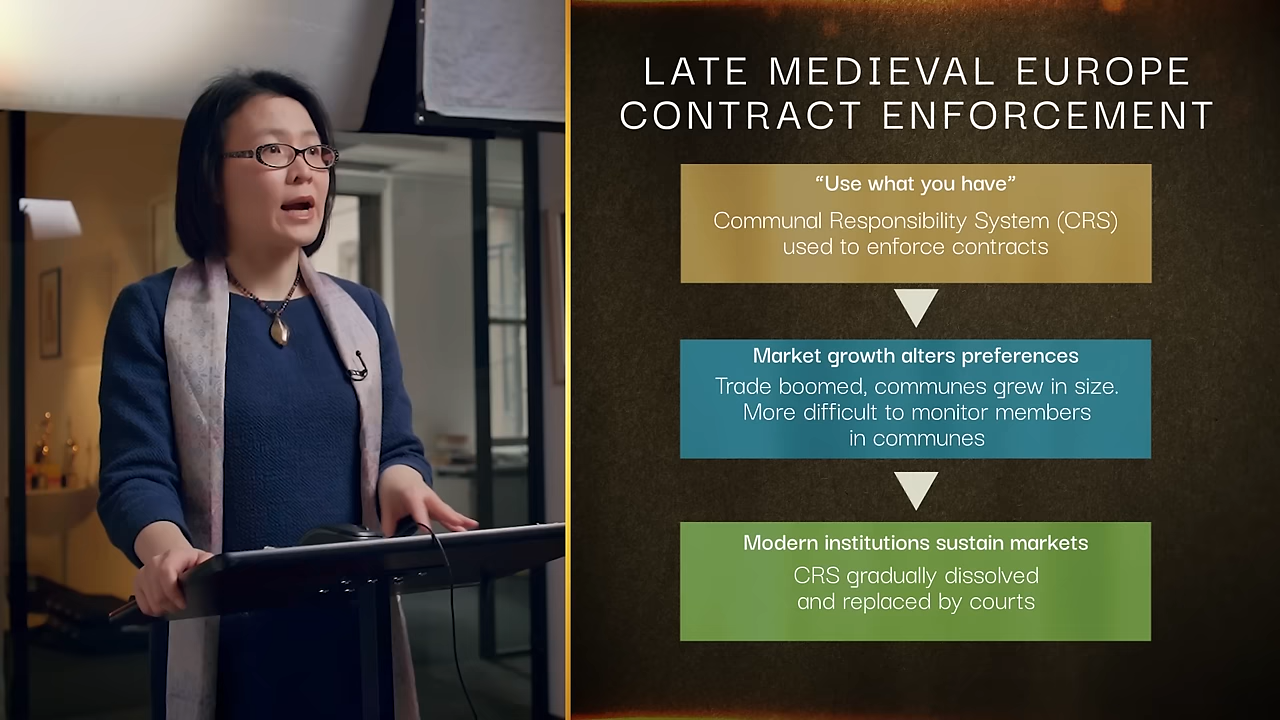 LATE MEDIEVAL EUROPE
CONTRACT ENFORCEMENT
“Use what you have”
Communal Responsibility System (CRS)
used to enforce contracts
Market growth alters preferences
Trade boomed, communes grew in size.
More difficult to monitor members
in communes
Modern institutions sustain markets
CRS gradually dissolved
and replaced by courts